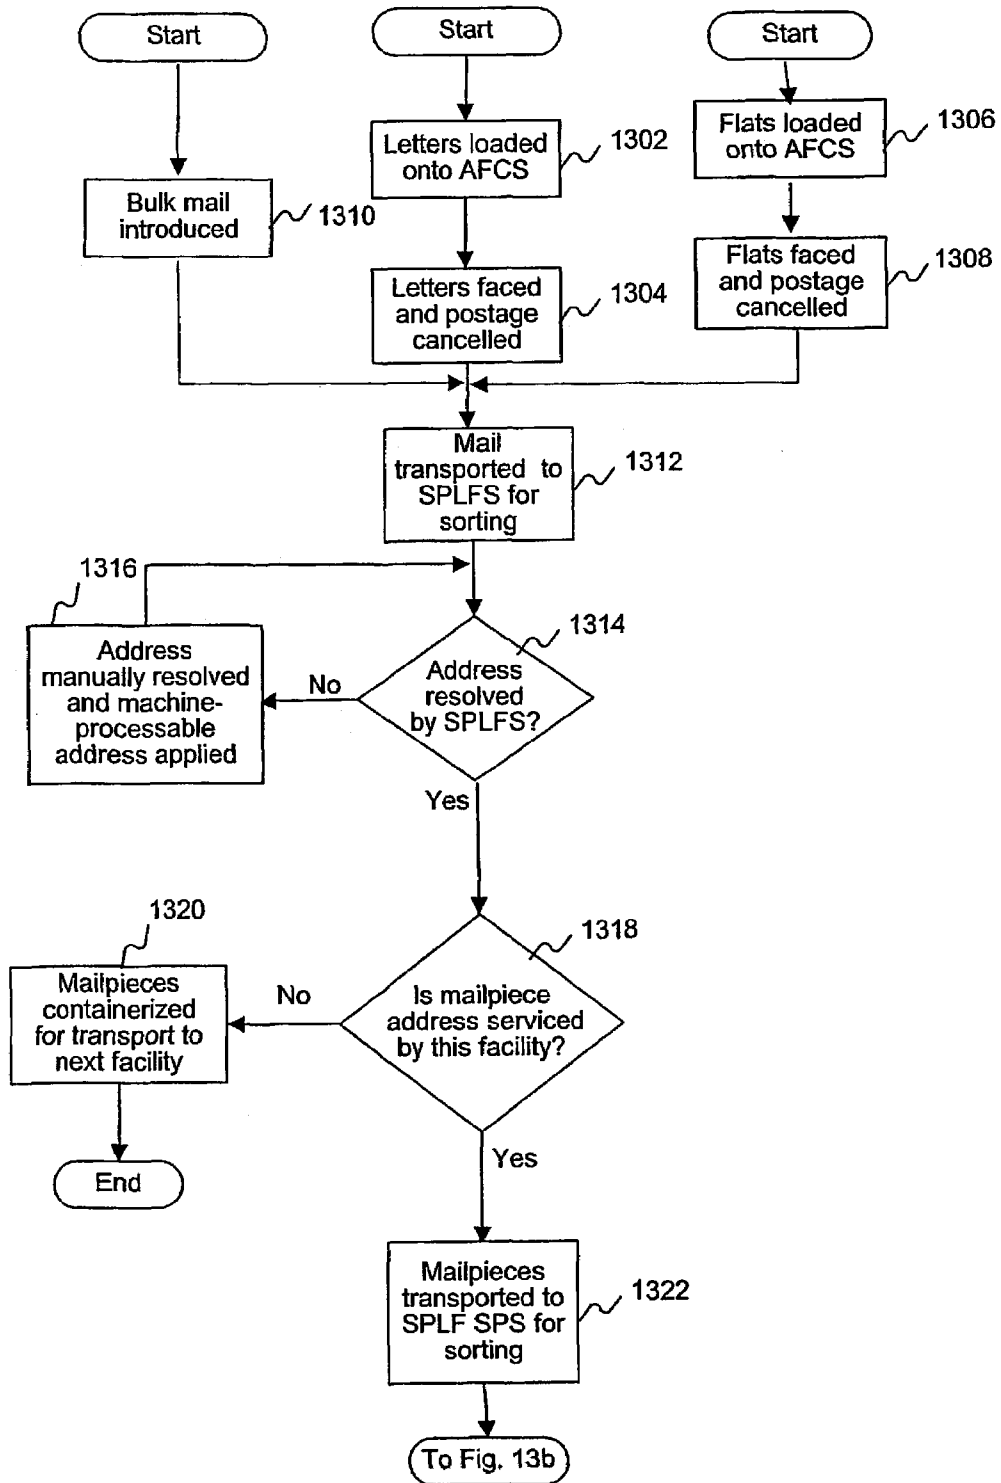 Start
Start
Start
Letters loaded
onto AFCS
1302
Flats loaded
onto AFCS
1306
Bulk mail
introduced
1310
Letters faced
and postage
cancelled
1304
Flats faced
and postage
cancelled
1308
Mail
transported to
SPLFS for
sorting
1312
1316
Address
manually resolved
and machine-
processable
address applied
No
1314
Address
resolved
by SPLFS?
Yes
1320
Mailpieces
containerized
for transport to
next facility
No
1318
Is mailpiece
address serviced
by this facility?
End
Yes
Mailpieces
transported to
SPLF SPS for
sorting
1322
To Fig. 13b